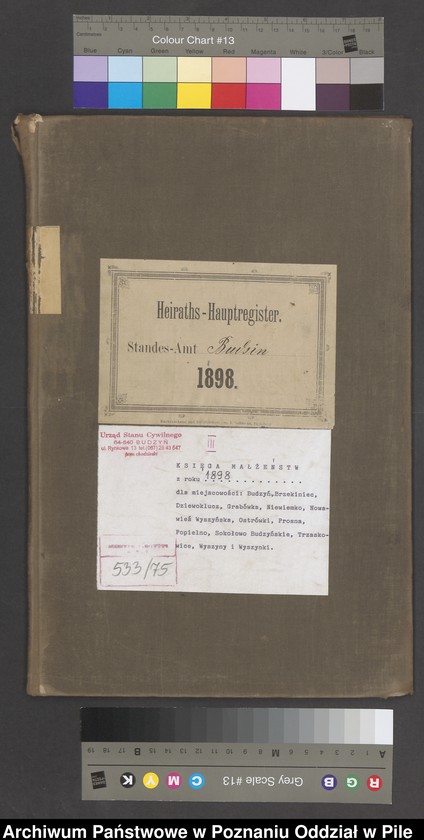 Colour Chart #13
Blue Cyan Green Yellow Red Magenta White 3/Color Black
Heiraths-Hauptregister.
Standes-Amt Budsin
1898.
Urząd Stanu Cywilnego
64-840 BUDZYŃ
III
KSIĘGA MAŁŻEŃSTW
z roku 1898
dla miejscowości: Budzyń, Brzekiniec,
Dziewoklucz, Grabówka, Niewiemko, Nowa-
wieś Wyszyńska, Ostrówki, Prosna,
Popielno, Sokołowo Budzyńskie, Trzasko-
wice, Wyszyny i Wyszynki.
533/75
R G B Grey Scale #13 C M Y K
Archiwum Państwowe w Poznaniu Oddział w Pile